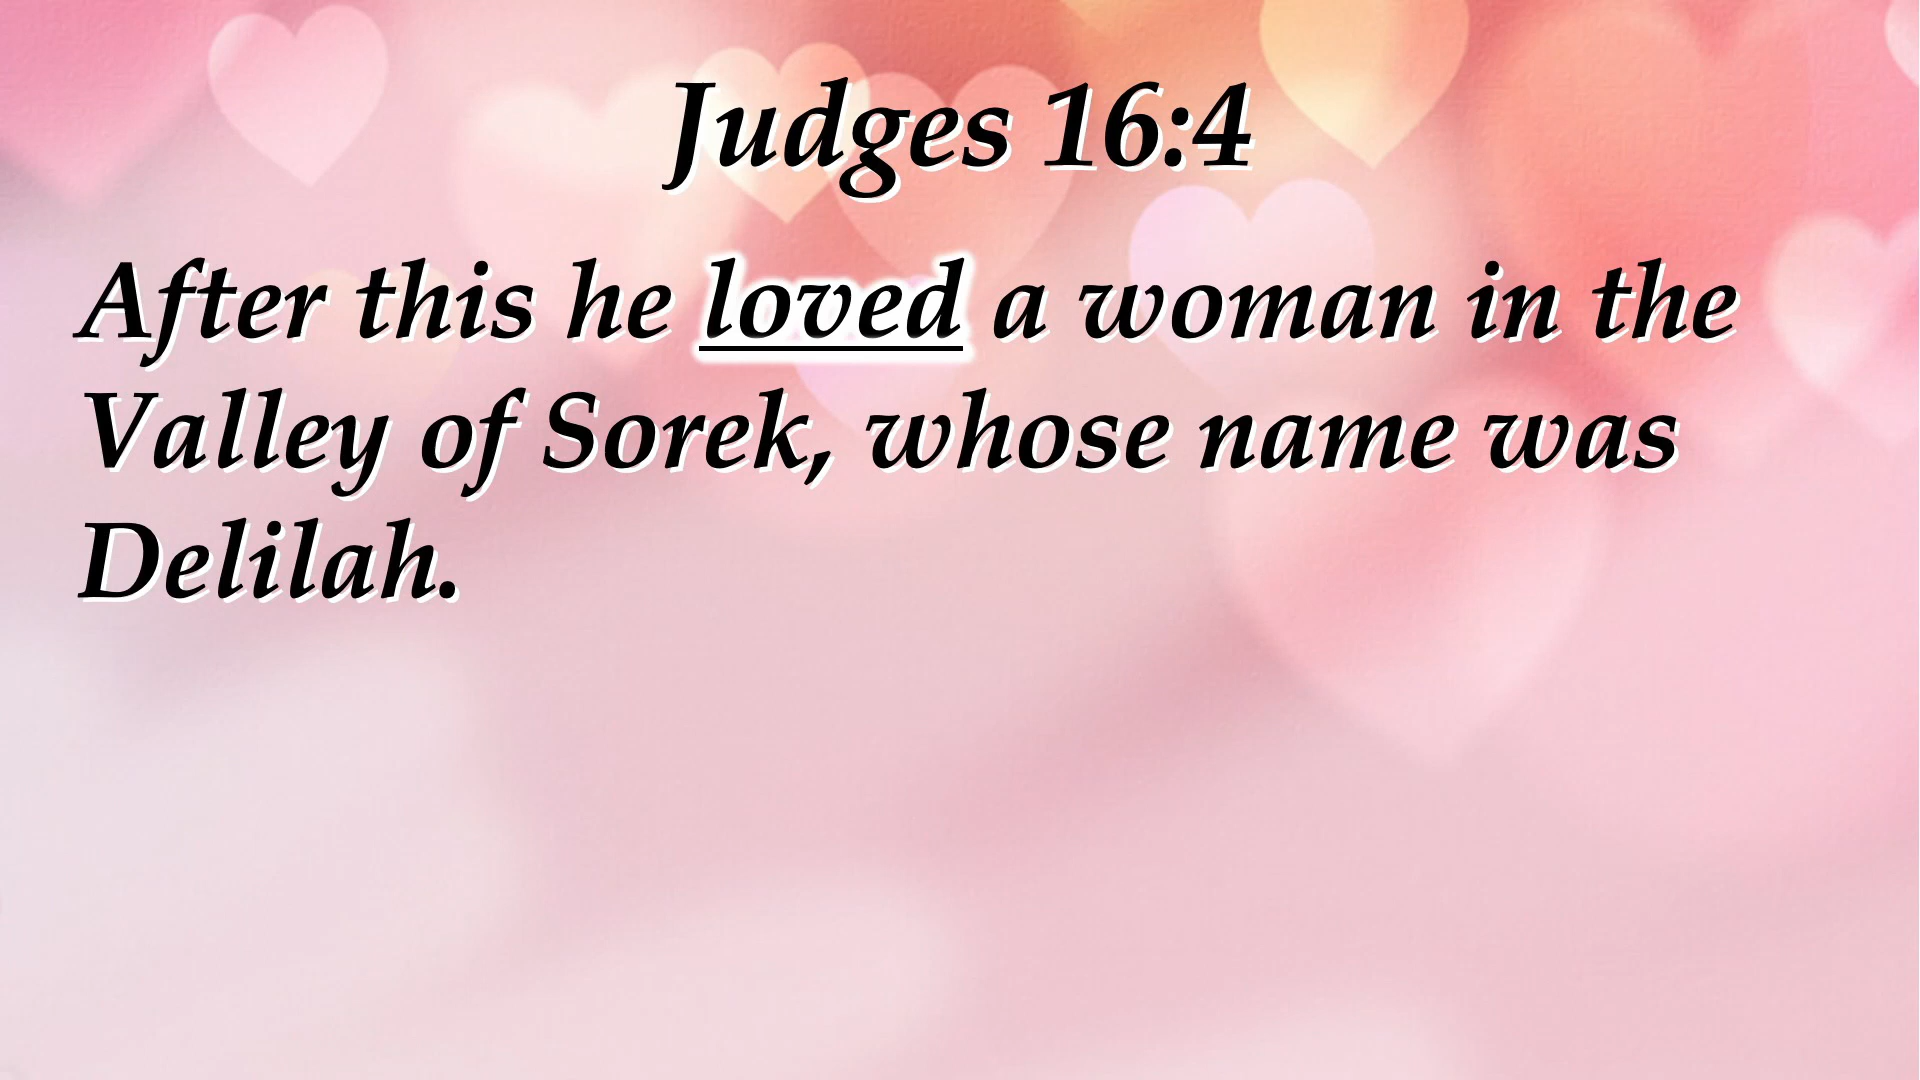 Judges 16:4
After this he loved a woman in the
Valley of Sorek, whose name was
Delilah.